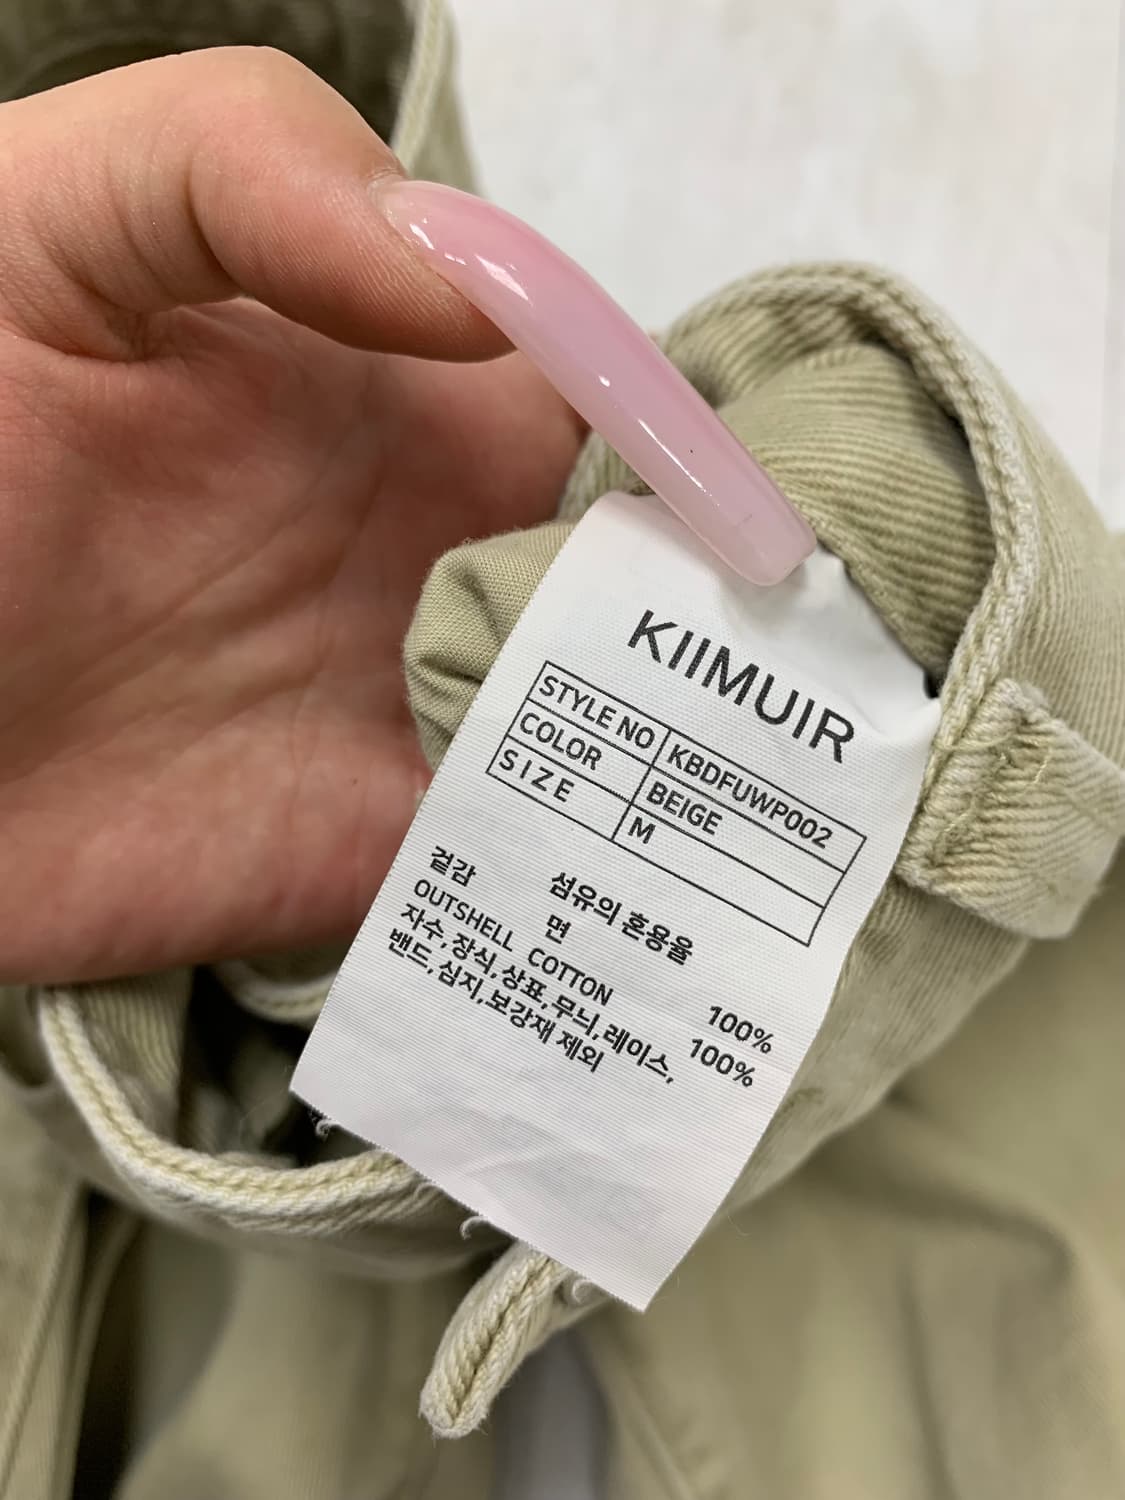 KIIMUIR
STYLE NO KBDFUWP002
COLOR BEIGE
SIZE M
섬유의 혼용율
겉감 면 100%
OUTSHELL COTTON 100%
자수,장식,상표,무늬,레이스,
밴드,심지,보강재 제외